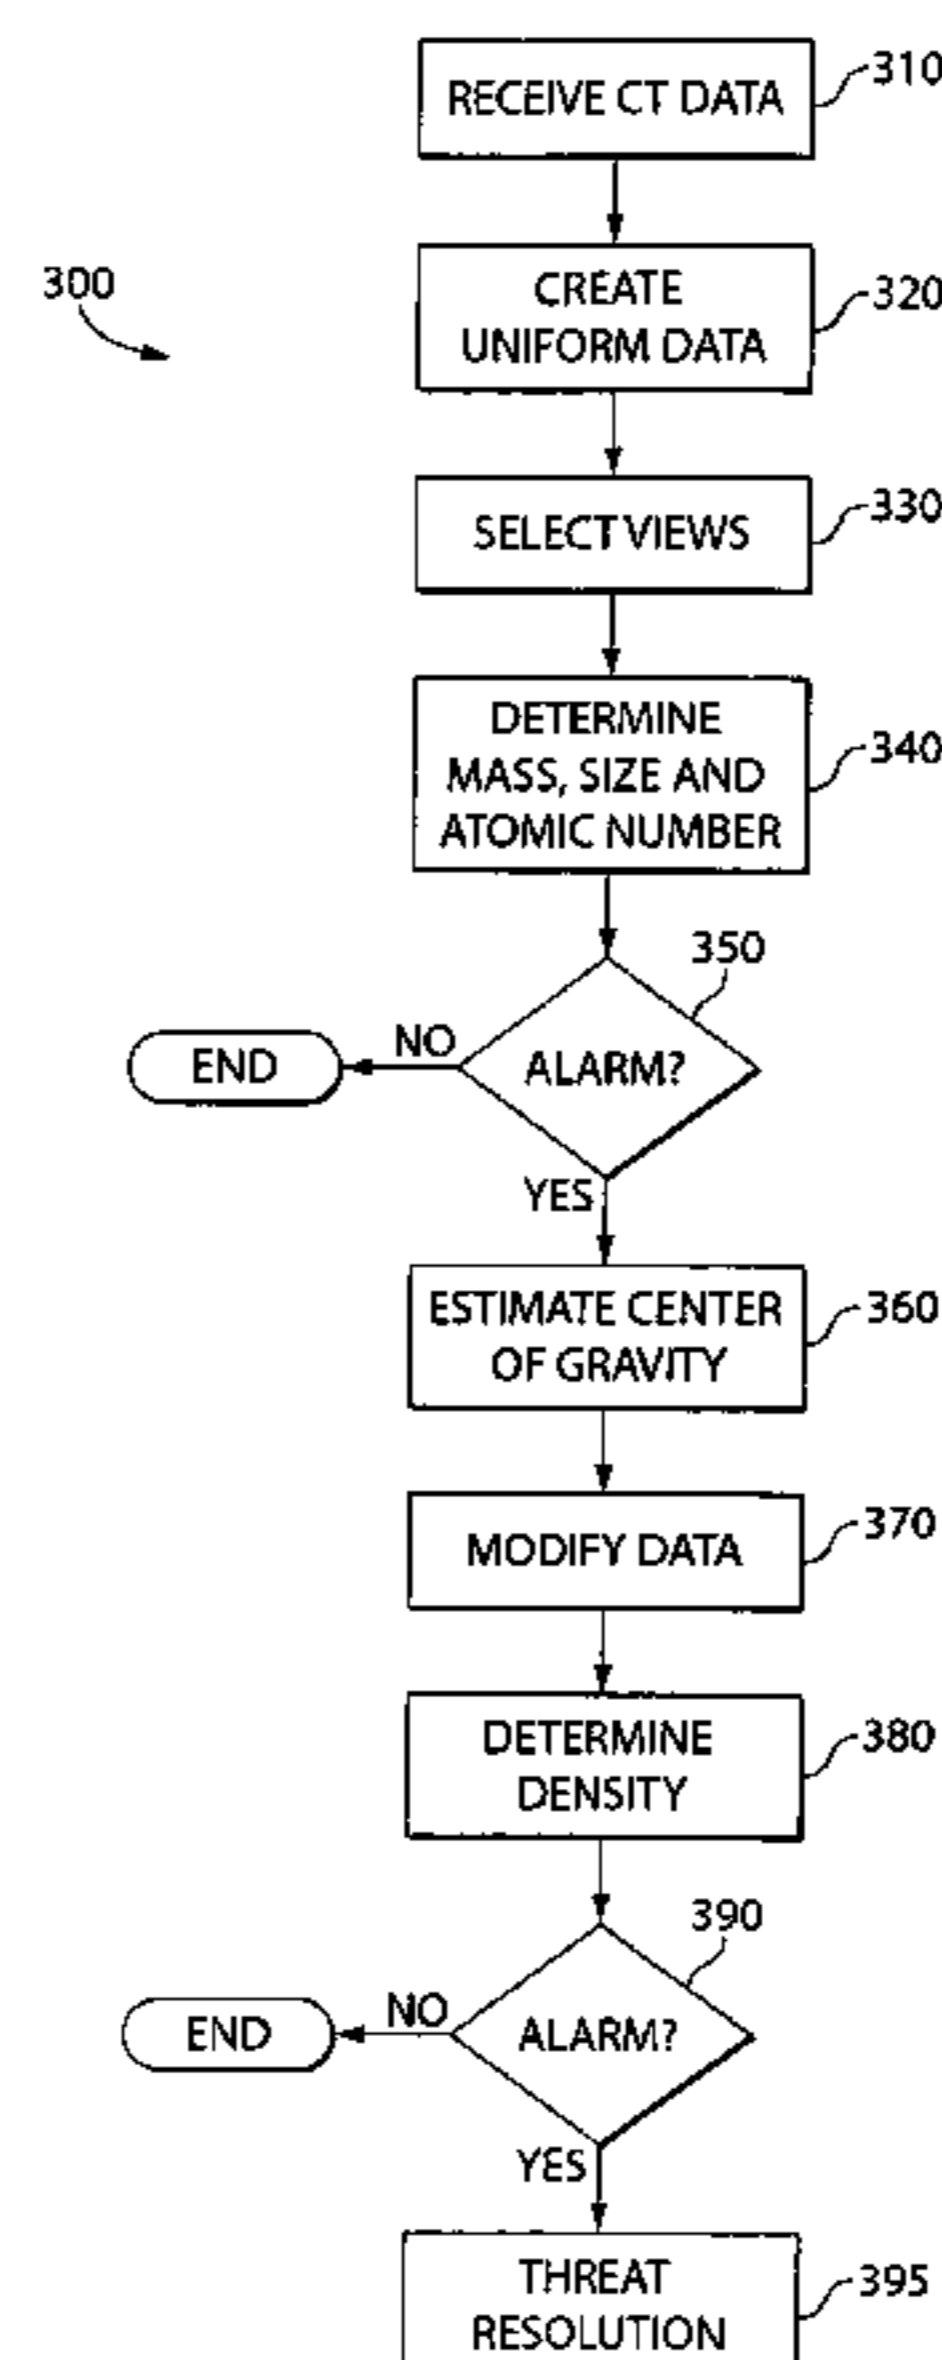 RECEIVE CT DATA
310
300
CREATE
UNIFORM DATA
320
SELECT VIEWS
330
DETERMINE
MASS, SIZE AND
ATOMIC NUMBER
340
350
ALARM?
NO
END
YES
ESTIMATE CENTER
OF GRAVITY
360
MODIFY DATA
370
DETERMINE
DENSITY
380
390
ALARM?
NO
END
YES
THREAT
RESOLUTION
395